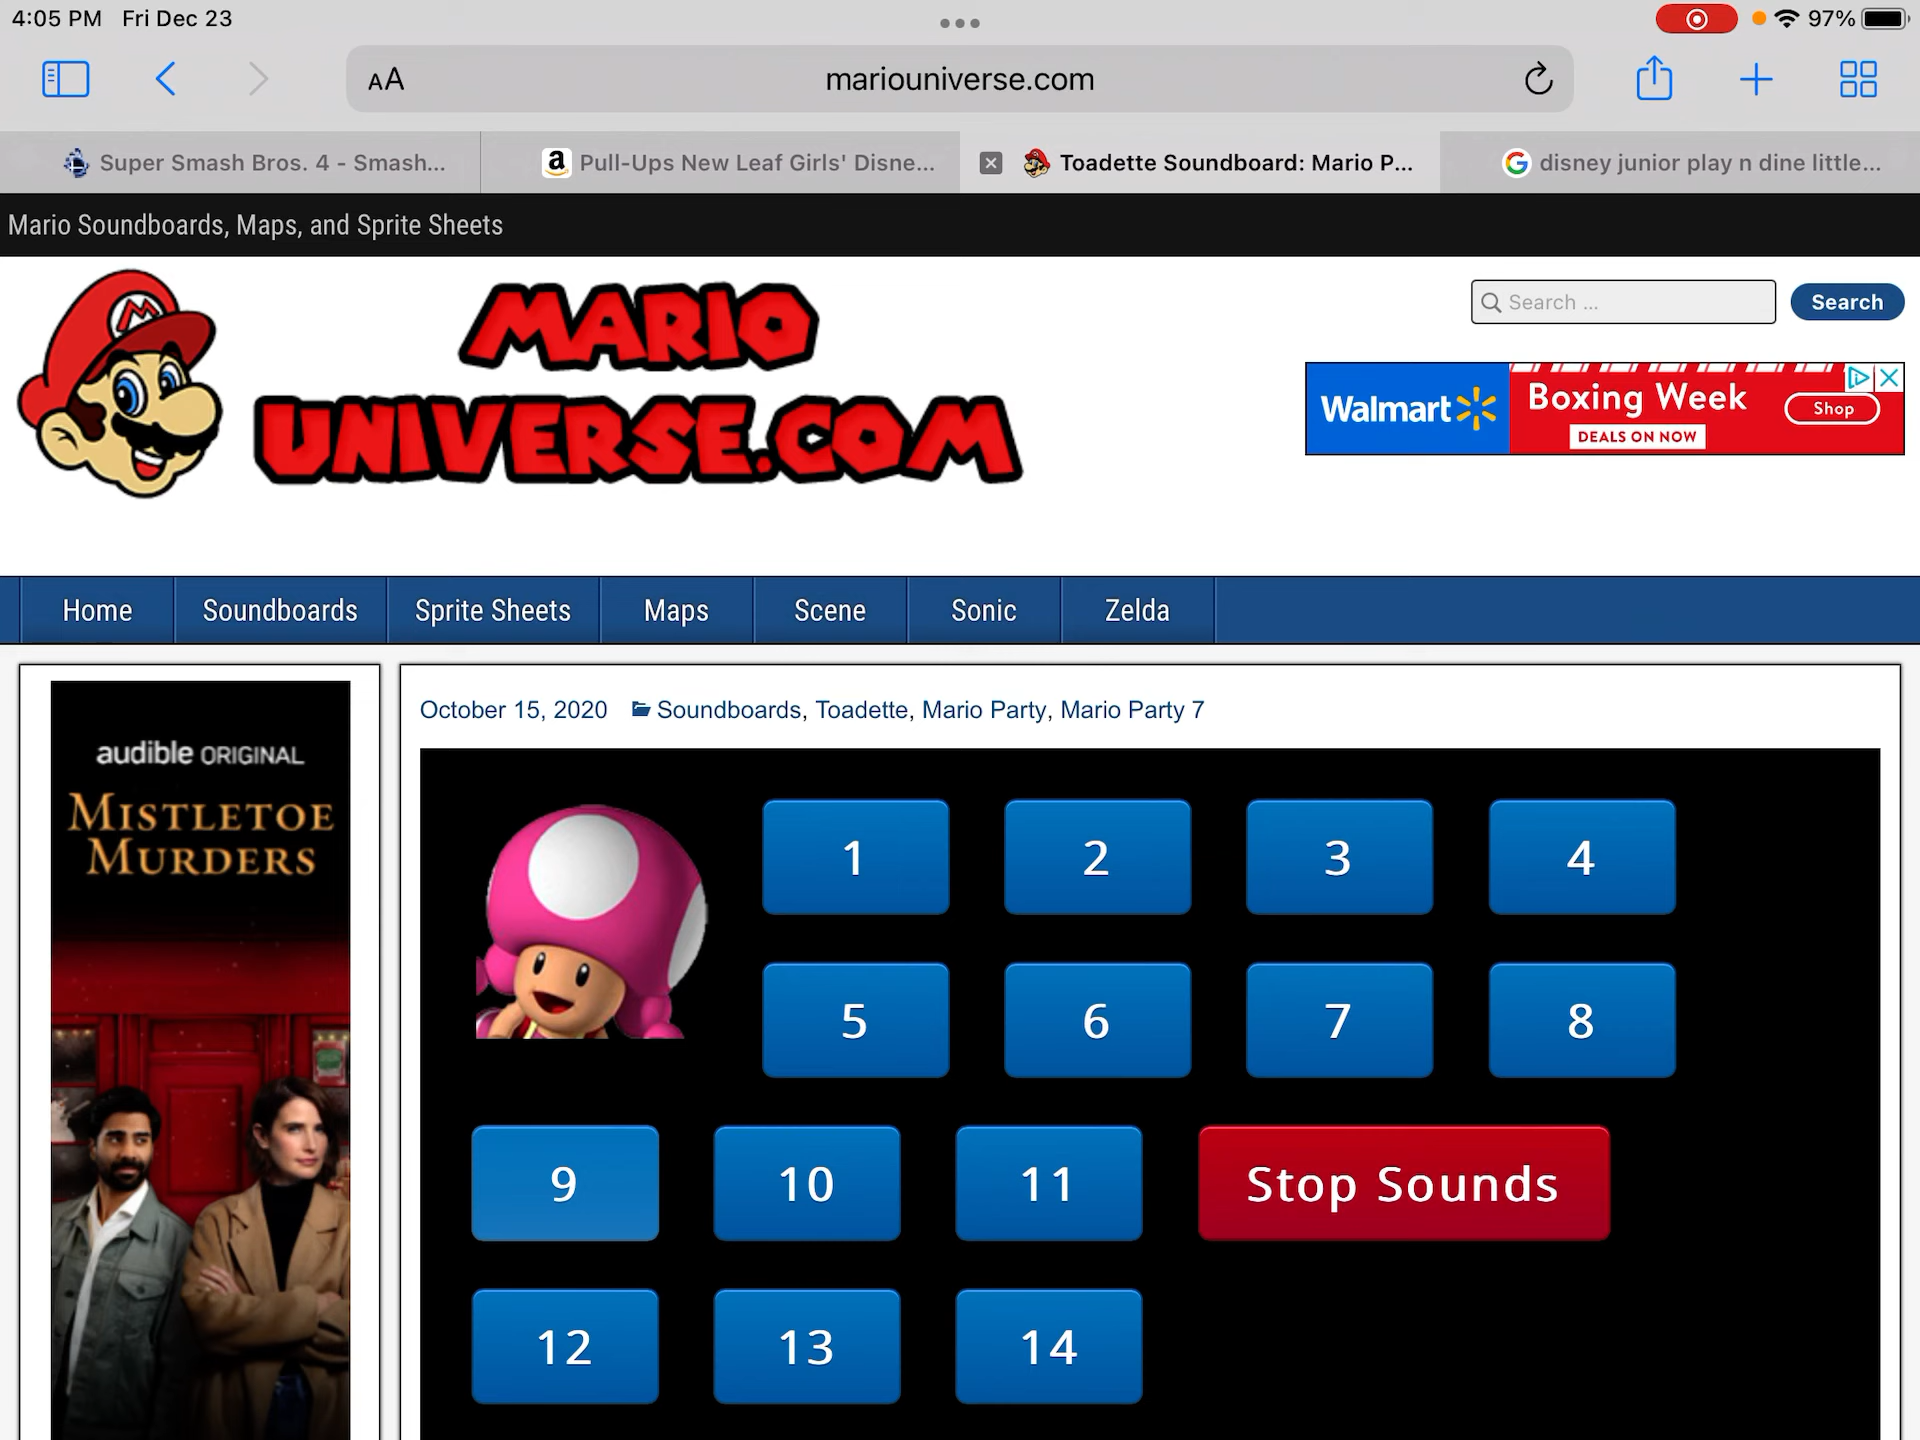 4:05 PM Fri Dec 23
97%
AA
mariouniverse.com
Super Smash Bros. 4 - Smash...
a Pull-Ups New Leaf Girls' Disne...
Toadette Soundboard: Mario P...
G disney junior play n dine little...
Mario Soundboards, Maps, and Sprite Sheets
M
MARIO
UNIVERSE.COM
Search ...
Search
Walmart
Boxing Week
DEALS ON NOW
Shop
Home
Soundboards
Sprite Sheets
Maps
Scene
Sonic
Zelda
audible ORIGINAL
MISTLETOE
MURDERS
October 15, 2020 Soundboards, Toadette, Mario Party, Mario Party 7
1 2 3 4
5 6 7 8
9 10 11 Stop Sounds
12 13 14